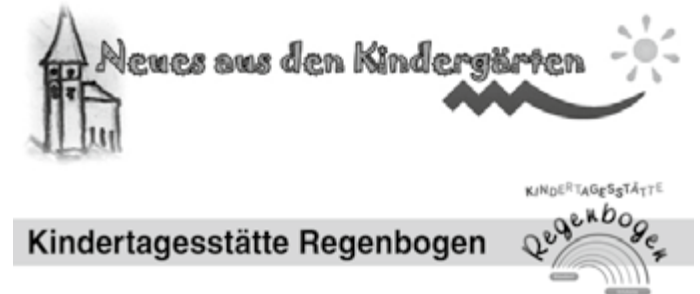 Neues aus den Kindergärten
KINDERTAGESSTÄTTE
Kindertagesstätte Regenbogen
Regenbogen